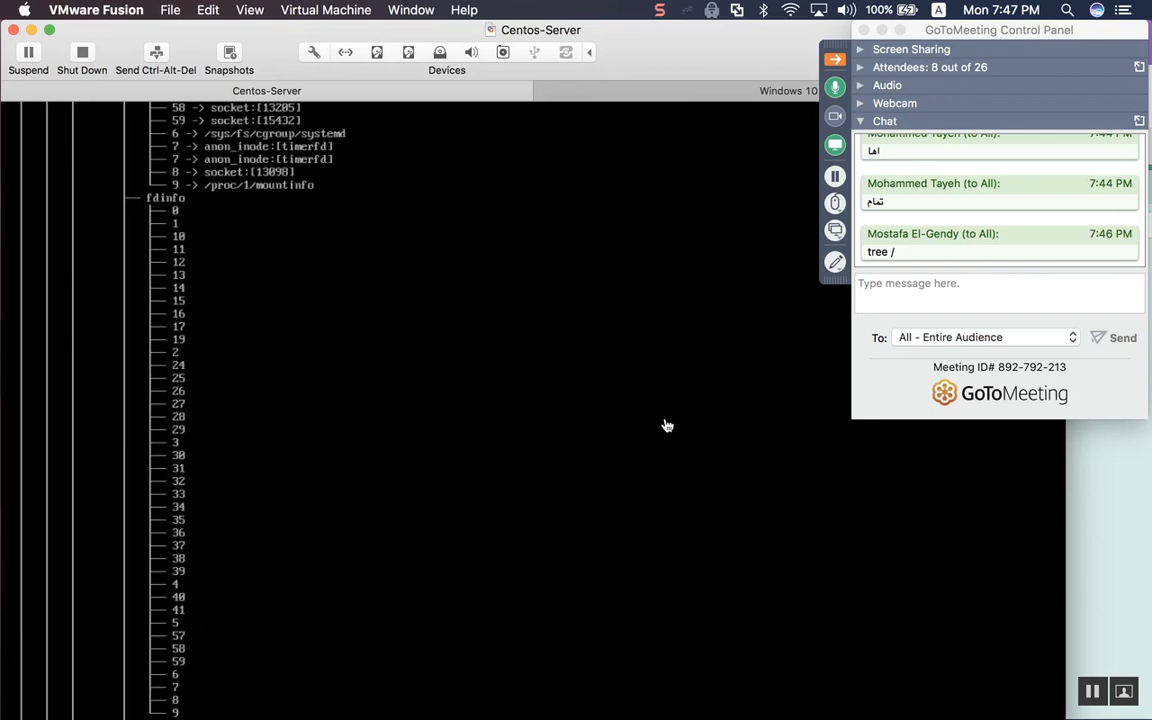 VMware Fusion File Edit View Virtual Machine Window Help
100% A Mon 7:47 PM
Centos-Server
Suspend Shut Down Send Ctrl-Alt-Del Snapshots Devices
Centos-Server
Windows 10
58 -> socket:[13205]
59 -> socket:[15432]
6 -> /sys/fs/cgroup/systemd
7 -> anon_inode:[timerfd]
7 -> anon_inode:[timerfd]
8 -> socket:[13098]
9 -> /proc/1/mountinfo
fdinfo
0
1
10
11
12
13
14
15
16
17
19
2
24
25
26
27
28
29
3
30
31
32
33
34
35
36
37
38
39
4
40
41
5
57
58
59
6
7
8
9
GoToMeeting Control Panel
Screen Sharing
Attendees: 8 out of 26
Audio
Webcam
Chat
Mohammed Tayeh (to All): 7:44 PM
اها
Mohammed Tayeh (to All): 7:44 PM
تمام
Mostafa El-Gendy (to All): 7:46 PM
tree /
Type message here.
To: All - Entire Audience Send
Meeting ID# 892-792-213
GoToMeeting